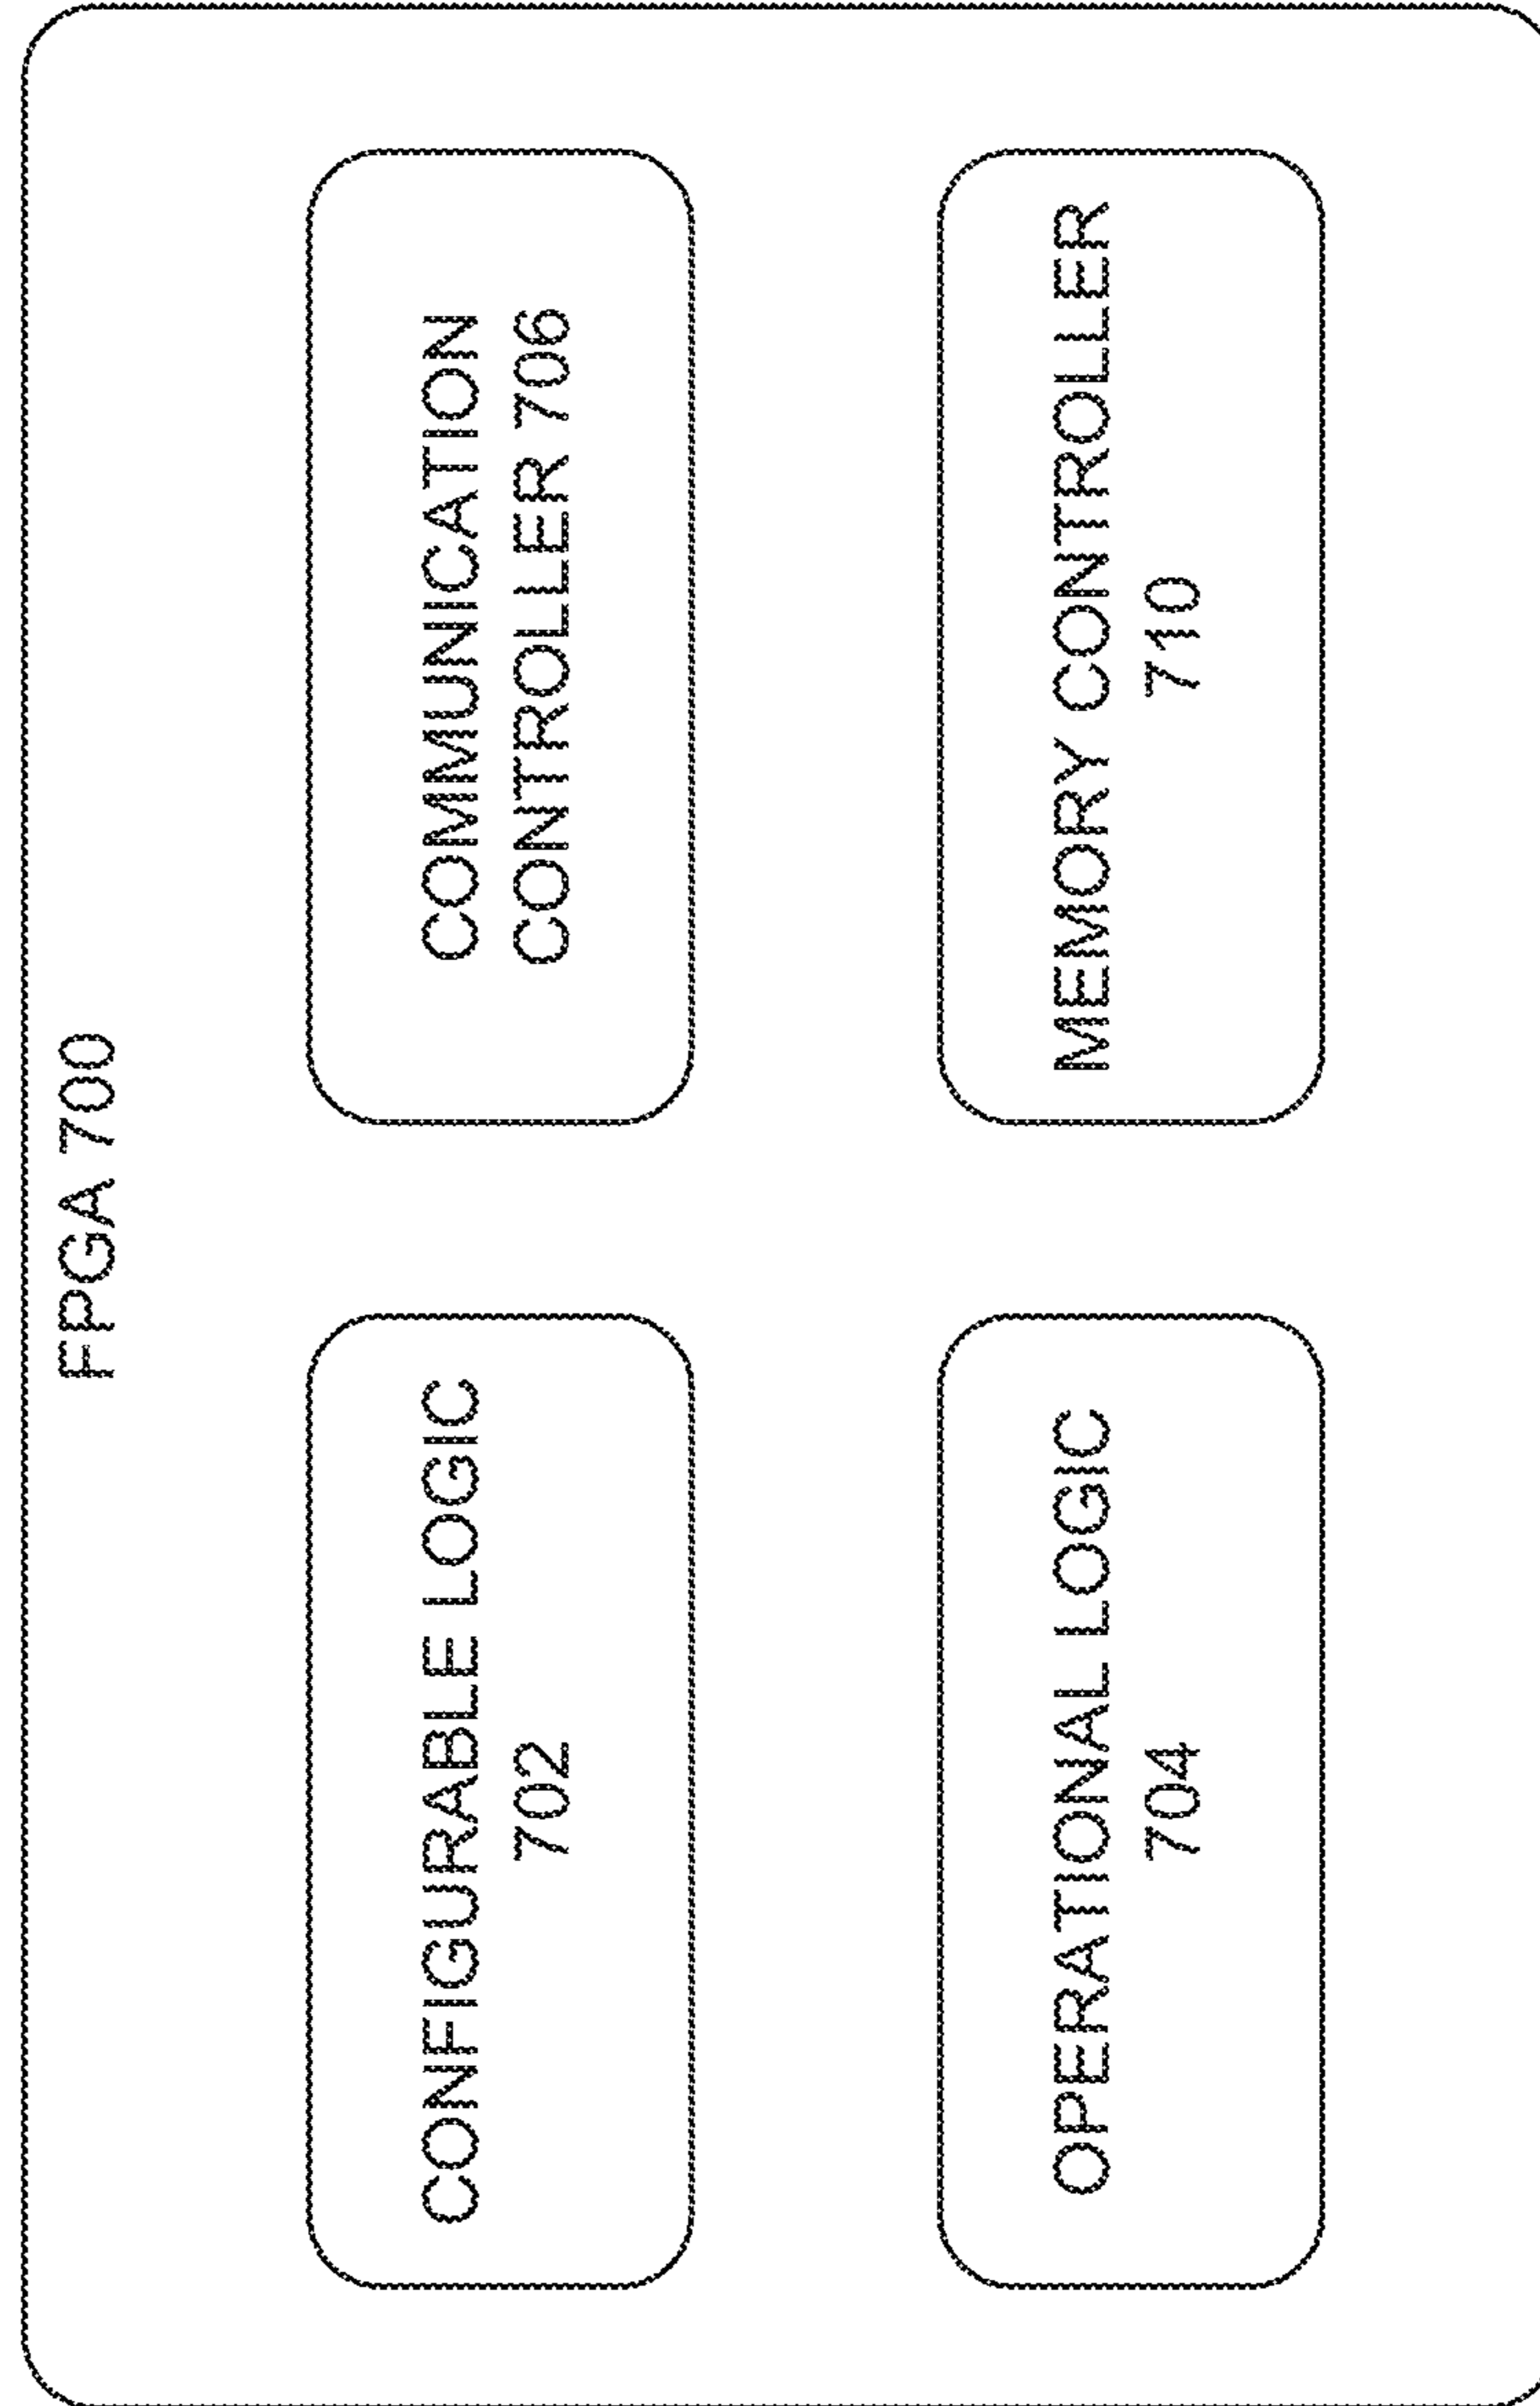 FPGA 700
CONFIGURABLE LOGIC
702
COMMUNICATION
CONTROLLER 706
OPERATIONAL LOGIC
704
MEMORY CONTROLLER
710